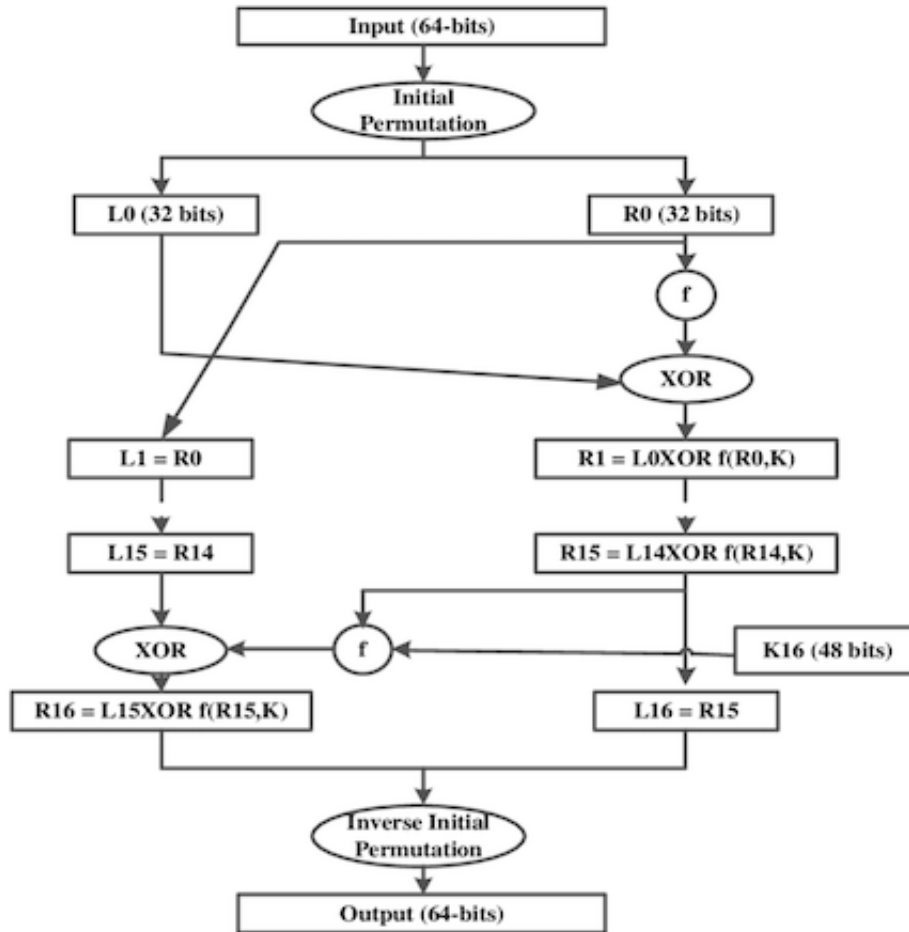 Input (64-bits)
Initial
Permutation
L0 (32 bits)
R0 (32 bits)
f
XOR
L1 = R0
R1 = L0XOR f(R0,K)
L15 = R14
R15 = L14XOR f(R14,K)
XOR
f
K16 (48 bits)
R16 = L15XOR f(R15,K)
L16 = R15
Inverse Initial
Permutation
Output (64-bits)